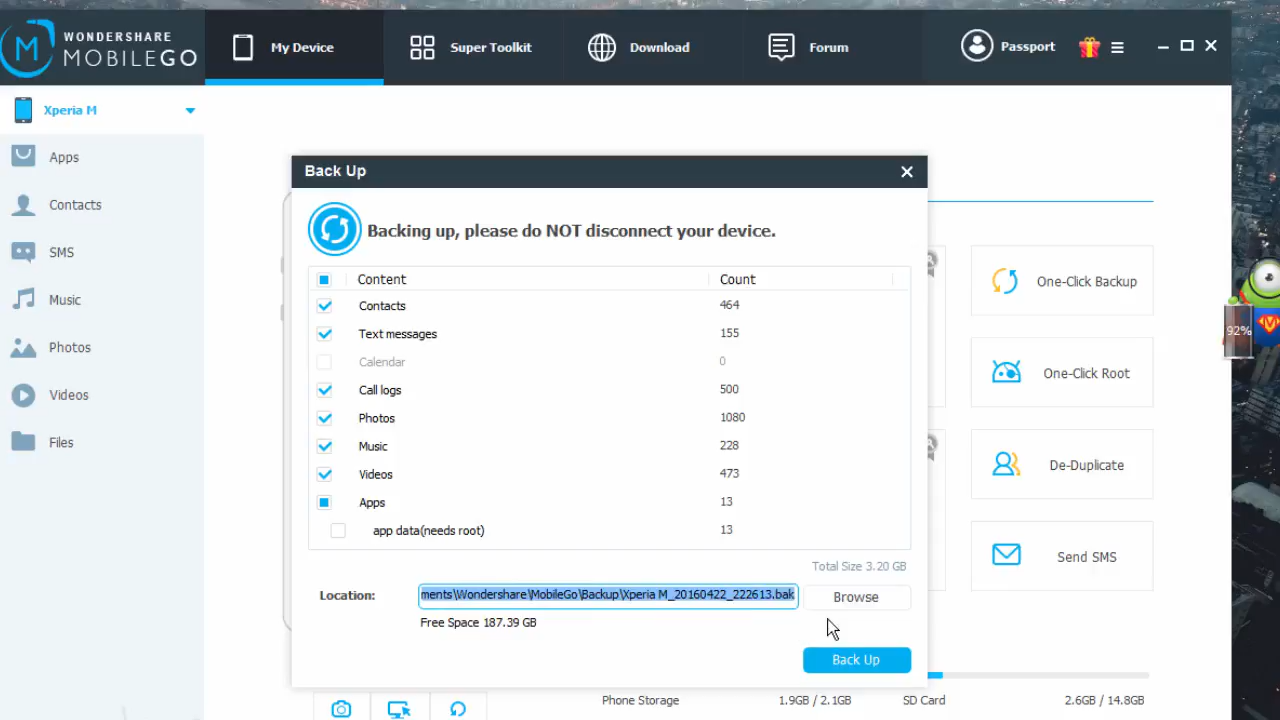 WONDERSHARE
MOBILEGO
My Device
Super Toolkit
Download
Forum
Passport
Xperia M
Apps
Contacts
SMS
Music
Photos
Videos
Files
Back Up
Backing up, please do NOT disconnect your device.
Content Count
Contacts 464
Text messages 155
Calendar 0
Call logs 500
Photos 1080
Music 228
Videos 473
Apps 13
app data(needs root) 13
Total Size 3.20 GB
Location: ments\Wondershare\MobileGo\Backup\Xperia M_20160422_222613.bak Browse
Free Space 187.39 GB
Back Up
One-Click Backup
One-Click Root
De-Duplicate
Send SMS
92%
Phone Storage 1.9GB / 2.1GB SD Card 2.6GB / 14.8GB